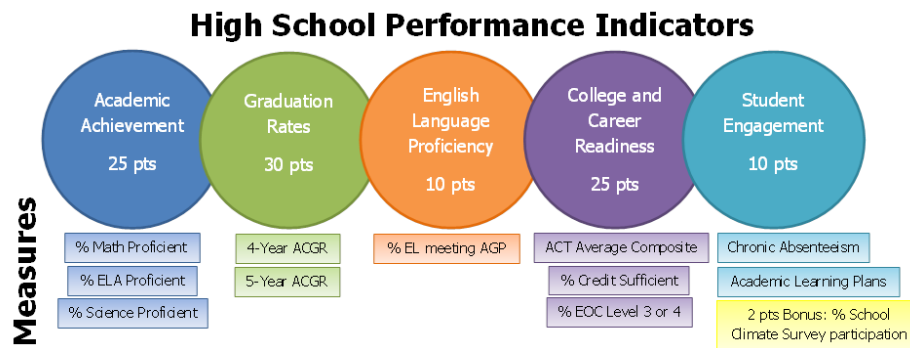 High School Performance Indicators
Academic
Achievement
25 pts
Graduation
Rates
30 pts
English
Language
Proficiency
10 pts
College and
Career
Readiness
25 pts
Student
Engagement
10 pts
Measures
% Math Proficient
% ELA Proficient
% Science Proficient
4-Year ACGR
5-Year ACGR
% EL meeting AGP
ACT Average Composite
% Credit Sufficient
% EOC Level 3 or 4
Chronic Absenteeism
Academic Learning Plans
2 pts Bonus: % School
Climate Survey participation